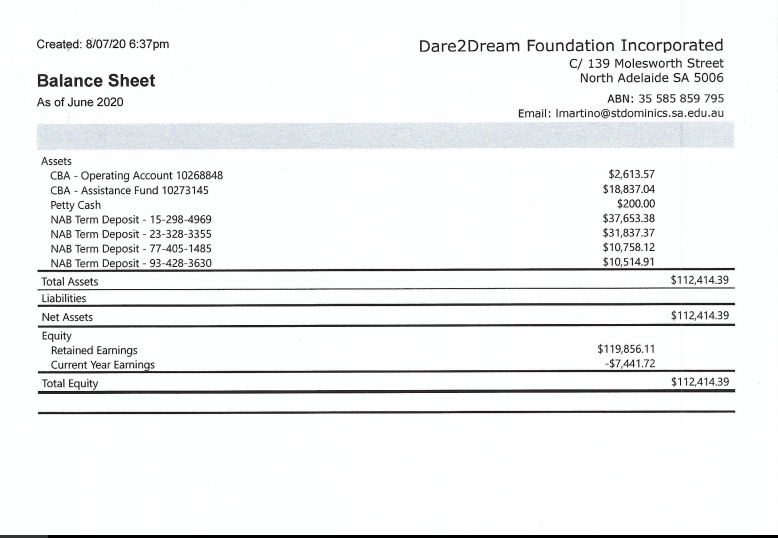 Created: 8/07/20 6:37pm
Dare2Dream Foundation Incorporated
C/ 139 Molesworth Street
North Adelaide SA 5006
Balance Sheet
As of June 2020
ABN: 35 585 859 795
Email: lmartino@stdominics.sa.edu.au
Assets
CBA - Operating Account 10268848 $2,613.57
CBA - Assistance Fund 10273145 $18,837.04
Petty Cash $200.00
NAB Term Deposit - 15-298-4969 $37,653.38
NAB Term Deposit - 23-328-3355 $31,837.37
NAB Term Deposit - 77-405-1485 $10,758.12
NAB Term Deposit - 93-428-3630 $10,514.91
Total Assets $112,414.39
Liabilities
Net Assets $112,414.39
Equity
Retained Earnings $119,856.11
Current Year Earnings -$7,441.72
Total Equity $112,414.39